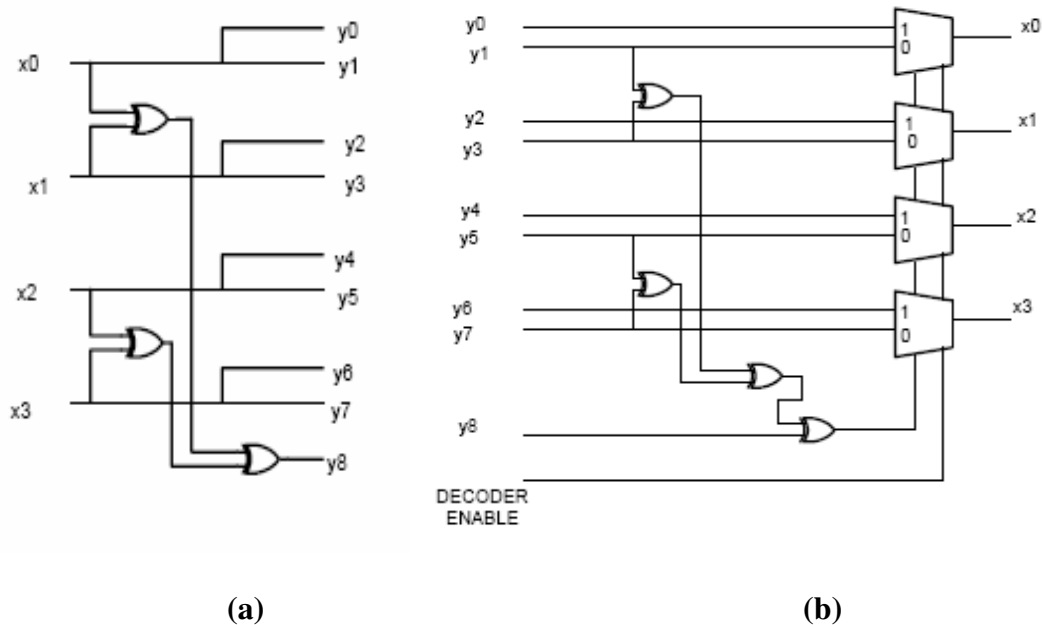 x0
y0
y1
x1
y2
y3
x2
y4
y5
x3
y6
y7
y8
(a)
y0
y1
1
0
x0
y2
y3
1
0
x1
y4
y5
1
0
x2
y6
y7
1
0
x3
y8
DECODER
ENABLE
(b)